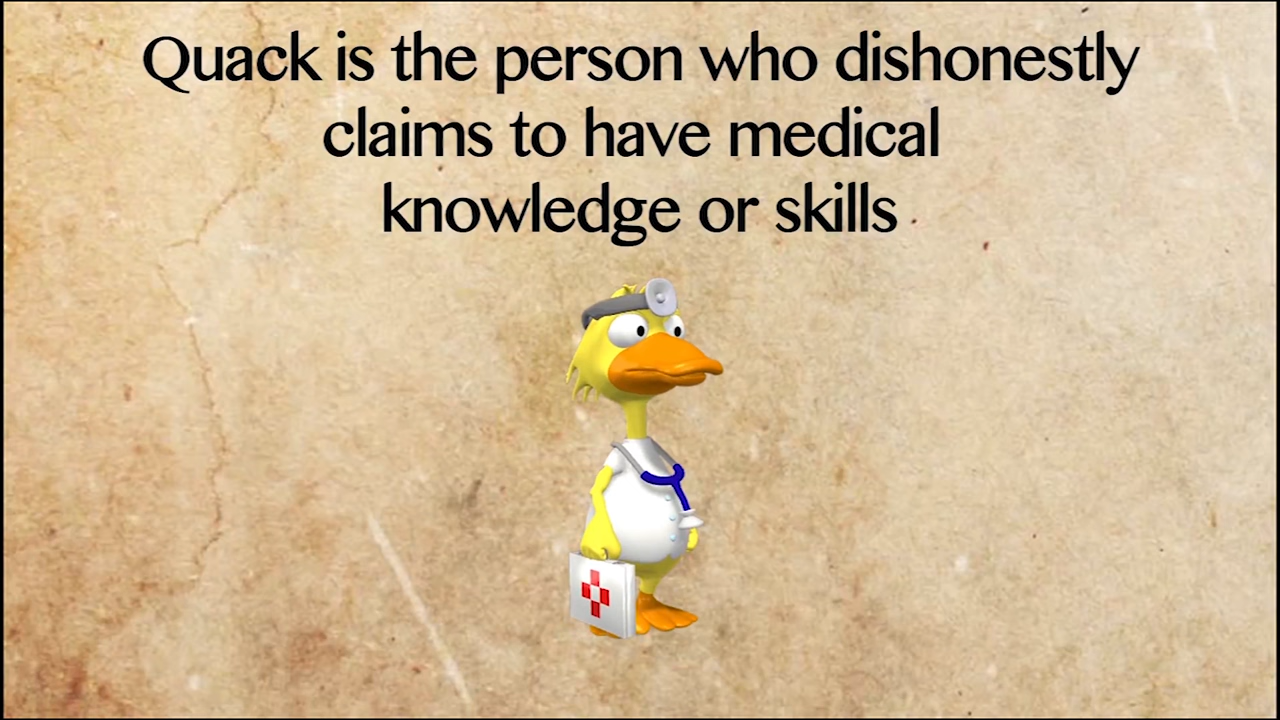 Quack is the person who dishonestly
claims to have medical
knowledge or skills